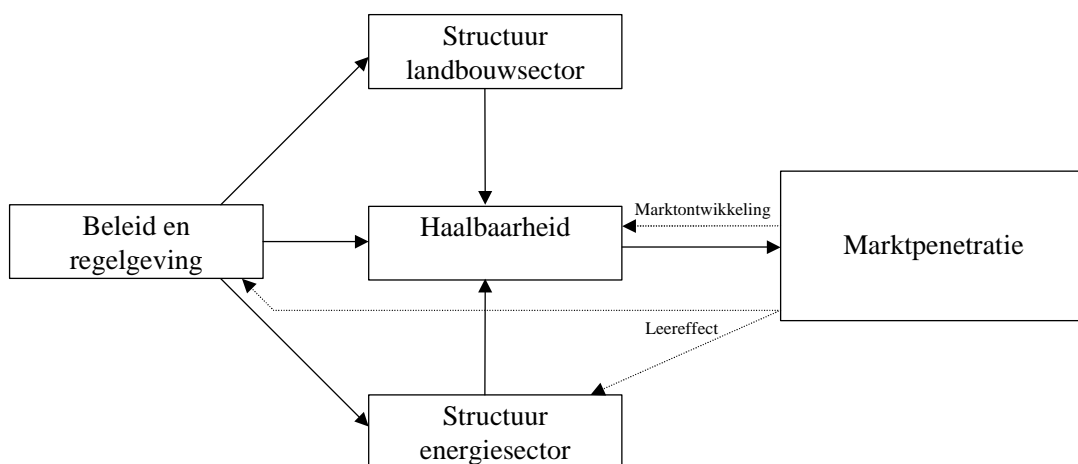 Structuur
landbouwsector
Marktontwikkeling
Beleid en
regelgeving
Haalbaarheid
Marktpenetratie
Leereffect
Structuur
energiesector